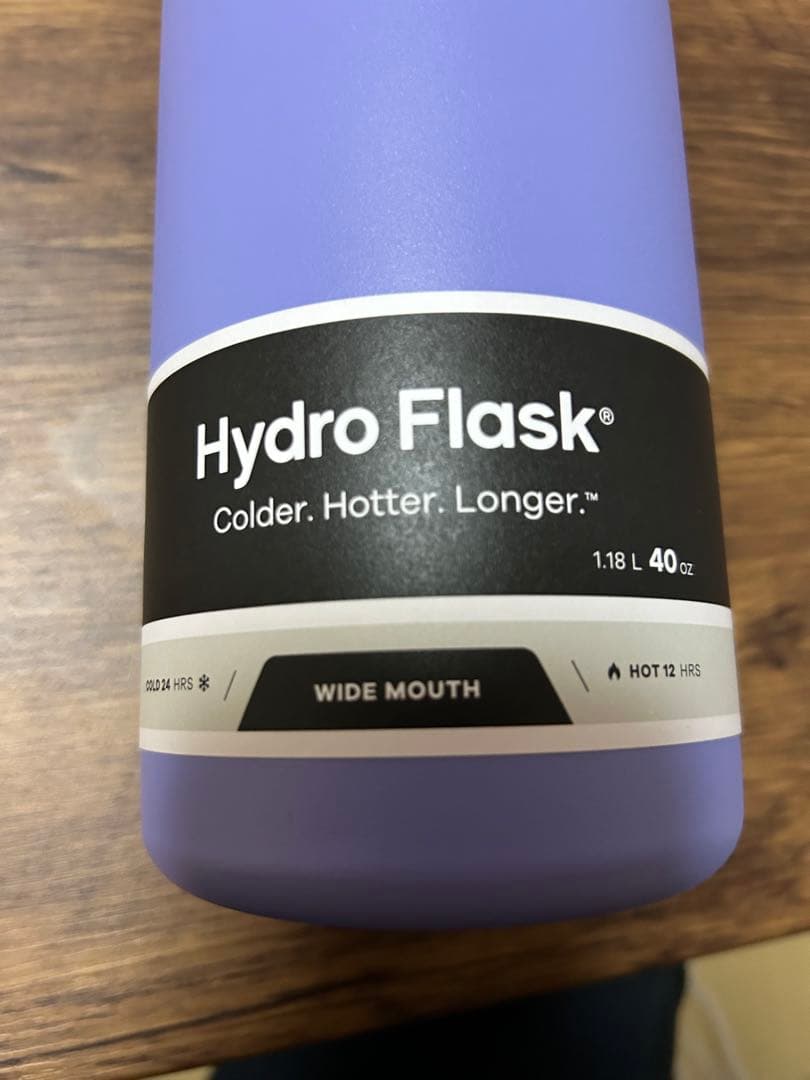 Hydro Flask®
Colder. Hotter. Longer.™
1.18 L 40 oz
COLD 24 HRS
WIDE MOUTH
HOT 12 HRS